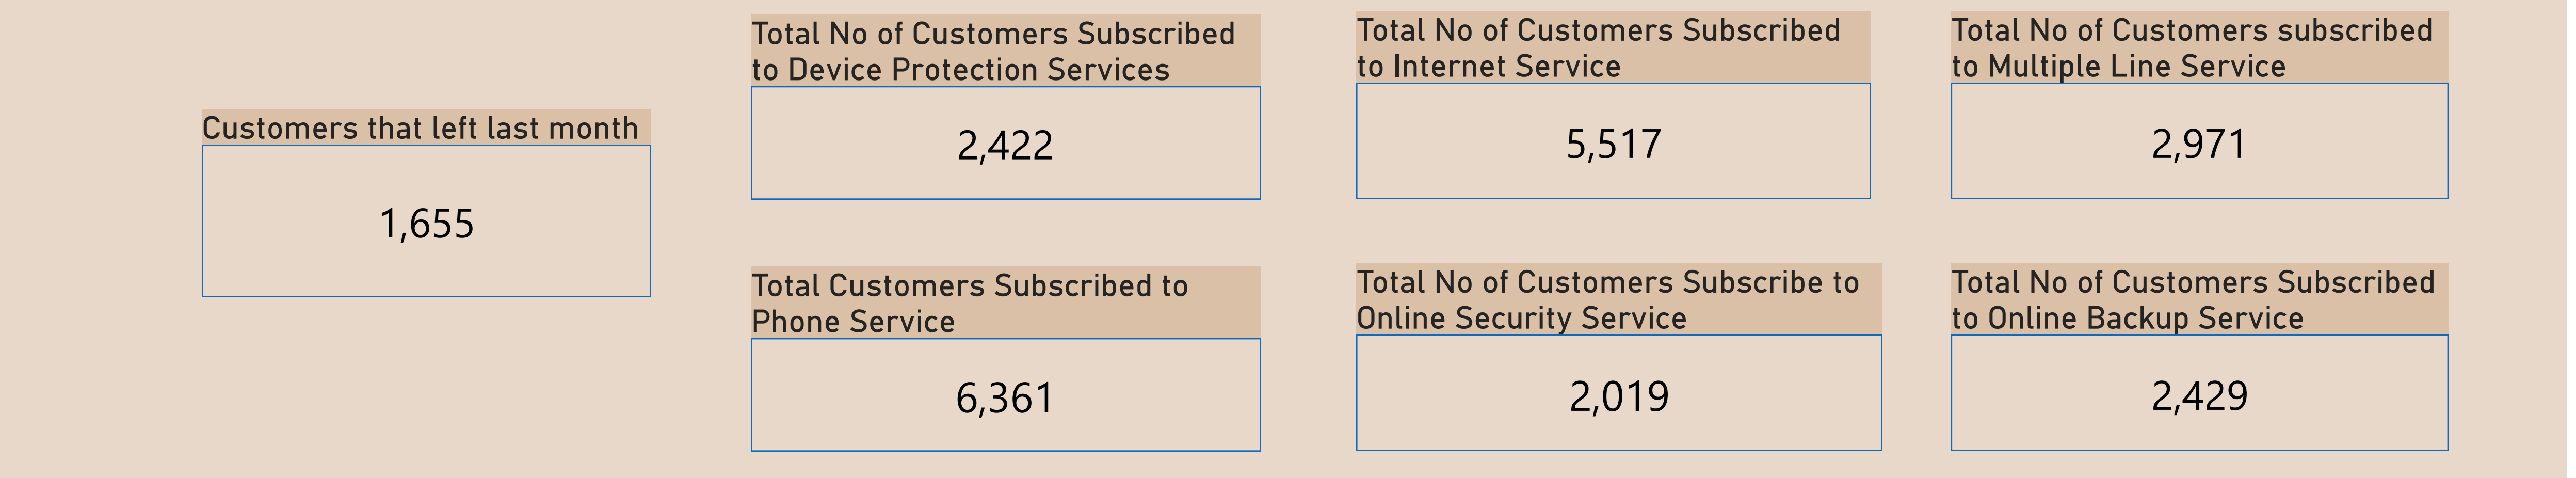 Customers that left last month
1,655
Total No of Customers Subscribed
to Device Protection Services
2,422
Total No of Customers Subscribed
to Internet Service
5,517
Total No of Customers subscribed
to Multiple Line Service
2,971
Total Customers Subscribed to
Phone Service
6,361
Total No of Customers Subscribe to
Online Security Service
2,019
Total No of Customers Subscribed
to Online Backup Service
2,429